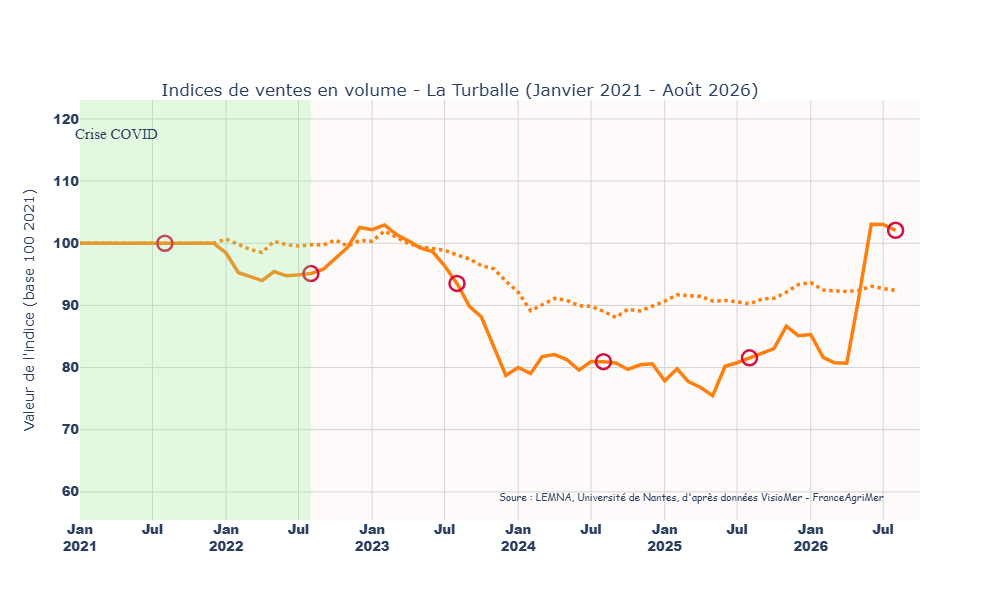 Indices de ventes en volume - La Turballe (Janvier 2021 - Août 2026)
120
Crise COVID
110
100
90
80
70
60
Valeur de l'indice (base 100 2021)
Soure : LEMNA, Université de Nantes, d'après données VisioMer - FranceAgriMer
Jan Jul Jan Jul Jan Jul Jan Jul Jan Jul Jan Jul
2021 2022 2023 2024 2025 2026